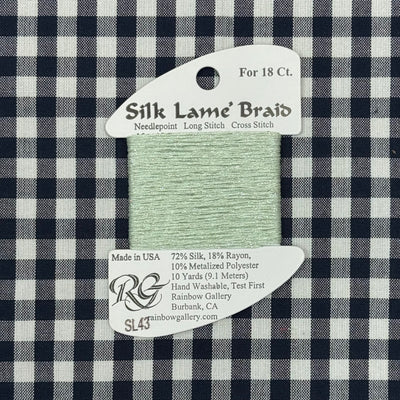 For 18 Ct.
Silk Lame' Braid
Needlepoint Long Stitch Cross Stitch
Made in USA
72% Silk, 18% Rayon,
10% Metalized Polyester
10 Yards (9.1 Meters)
Hand Washable, Test First
Rainbow Gallery
Burbank, CA
rainbowgallery.com
RG
SL43